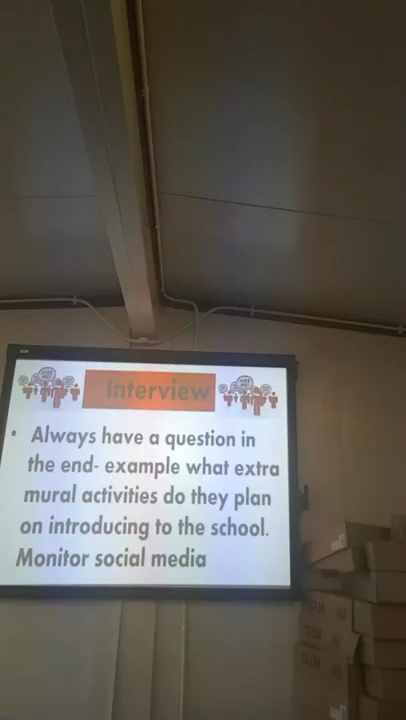 Interview
• Always have a question in
the end- example what extra
mural activities do they plan
on introducing to the school.
Monitor social media